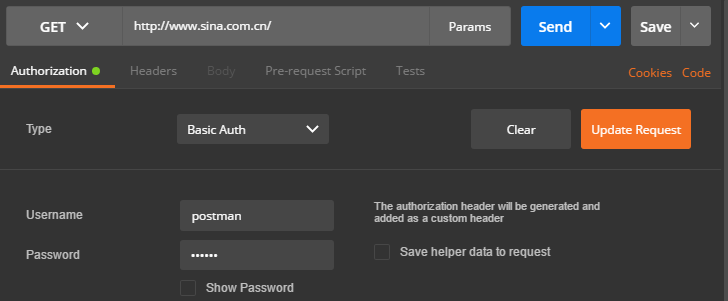 GET http://www.sina.com.cn/ Params Send Save
Authorization Headers Body Pre-request Script Tests Cookies Code
Type Basic Auth Clear Update Request
Username postman The authorization header will be generated and
added as a custom header
Password •••••• Save helper data to request
Show Password